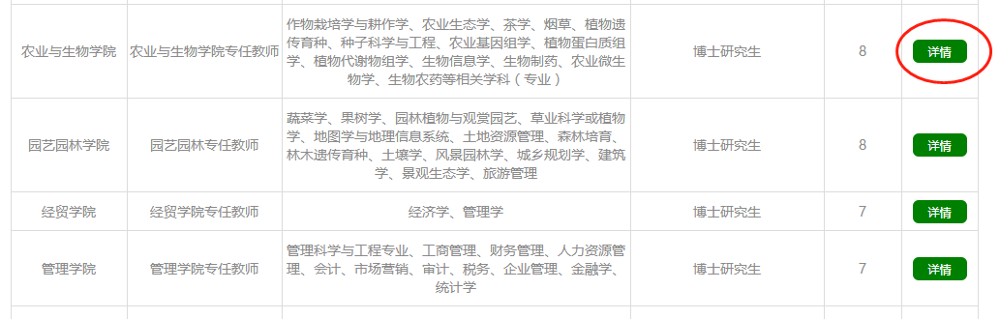 农业与生物学院 农业与生物学院专任教师 作物栽培学与耕作学、农业生态学、茶学、烟草、植物遗
传育种、种子科学与工程、农业基因组学、植物蛋白质组
学、植物代谢物组学、生物信息学、生物制药、农业微生
物学、生物农药等相关学科（专业） 博士研究生 8 详情
园艺园林学院 园艺园林专任教师 蔬菜学、果树学、园林植物与观赏园艺、草业科学或植物
学、地图学与地理信息系统、土地资源管理、森林培育、
林木遗传育种、土壤学、风景园林学、城乡规划学、建筑
学、景观生态学、旅游管理 博士研究生 8 详情
经贸学院 经贸学院专任教师 经济学、管理学 博士研究生 7 详情
管理学院 管理学院专任教师 管理科学与工程专业、工商管理、财务管理、人力资源管
理、会计、市场营销、审计、税务、企业管理、金融学、
统计学 博士研究生 7 详情